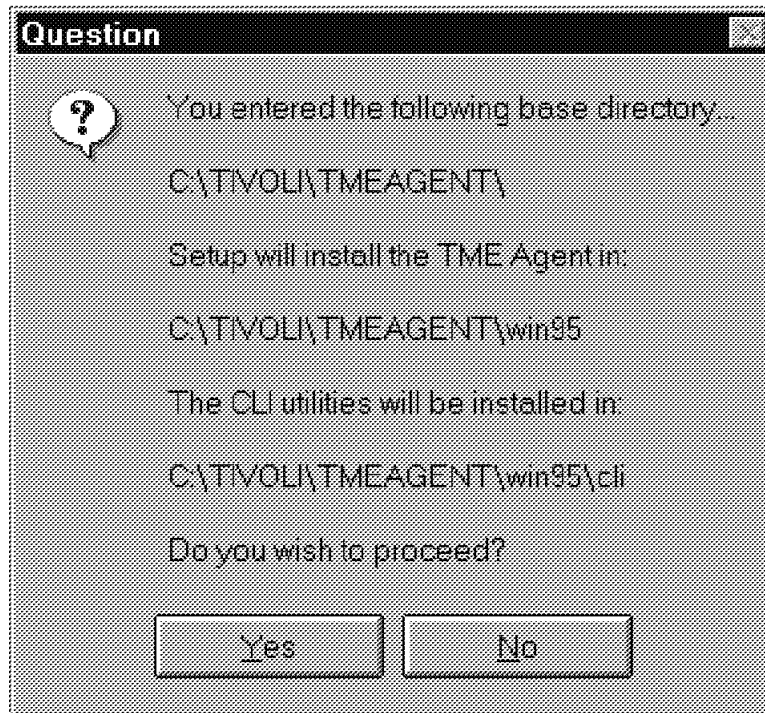 Question
You entered the following base directory...
C:\TIVOLI\TMEAGENT\
Setup will install the TME Agent in:
C:\TIVOLI\TMEAGENT\win95
The CLI utilities will be installed in:
C:\TIVOLI\TMEAGENT\win95\cli
Do you wish to proceed?
Yes No